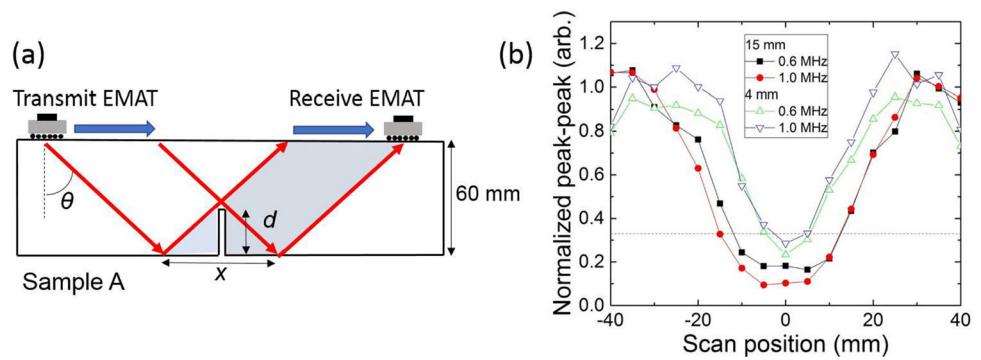 (a)
Transmit EMAT
Receive EMAT
θ
d
60 mm
x
Sample A
(b)
Normalized peak-peak (arb.)
1.2
1.0
0.8
0.6
0.4
0.2
0.0
15 mm
0.6 MHz
1.0 MHz
4 mm
0.6 MHz
1.0 MHz
-40
-20
0
20
40
Scan position (mm)